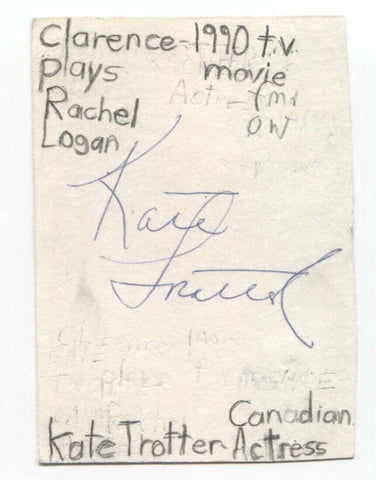 Clarence-1990 t.v.
plays movie
Rachel
Logan
Kate
Trotter
Canadian
Kate Trotter-Actress